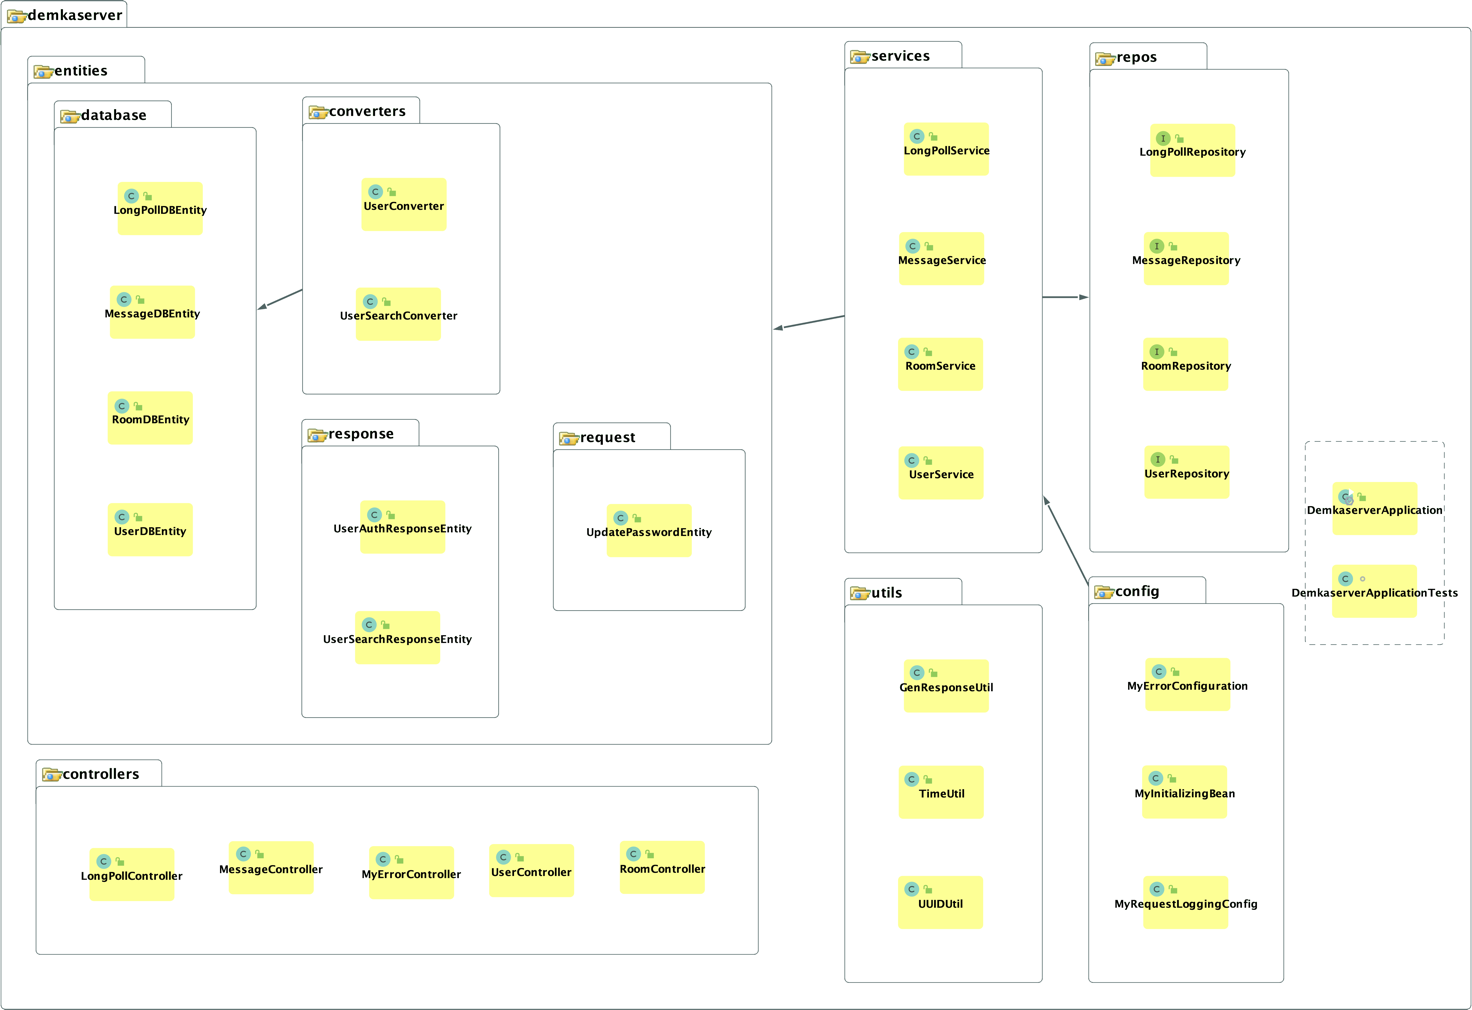 demkaserver
entities
database
C
LongPollDBEntity
C
MessageDBEntity
C
RoomDBEntity
C
UserDBEntity
converters
C
UserConverter
C
UserSearchConverter
response
C
UserAuthResponseEntity
C
UserSearchResponseEntity
request
C
UpdatePasswordEntity
services
C
LongPollService
C
MessageService
C
RoomService
C
UserService
repos
I
LongPollRepository
I
MessageRepository
I
RoomRepository
I
UserRepository
C
DemkaserverApplication
C
DemkaserverApplicationTests
utils
C
GenResponseUtil
C
TimeUtil
C
UUIDUtil
config
C
MyErrorConfiguration
C
MyInitializingBean
C
MyRequestLoggingConfig
controllers
C
LongPollController
C
MessageController
C
MyErrorController
C
UserController
C
RoomController